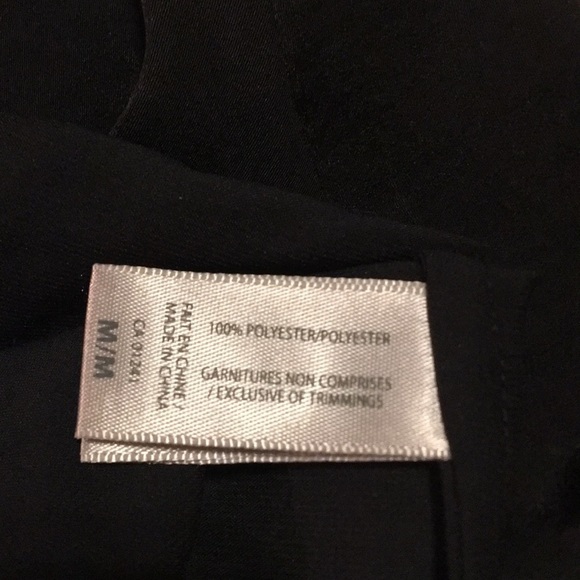 100% POLYESTER/POLYESTER
GARNITURES NON COMPRISES
/ EXCLUSIVE OF TRIMMINGS
FAIT EN CHINE /
MADE IN CHINA
CA 01241
M/M